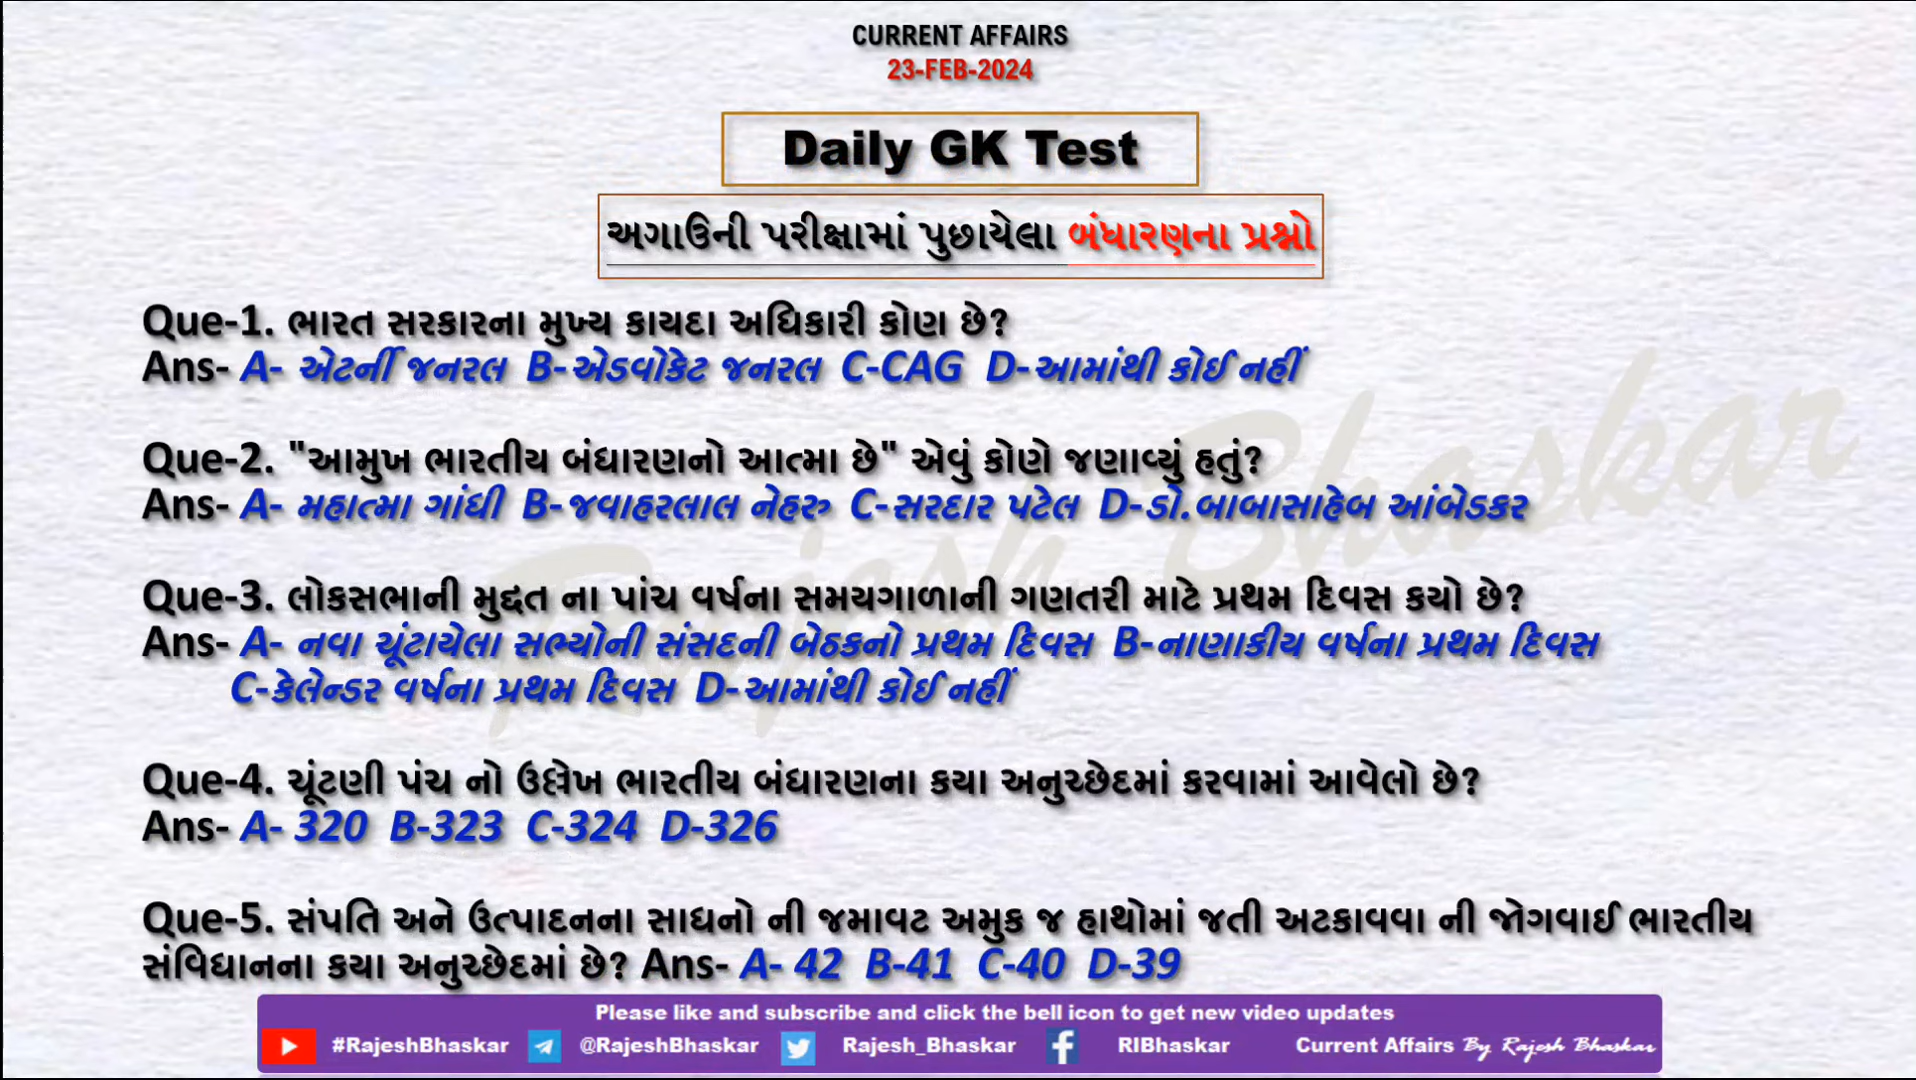 CURRENT AFFAIRS
23-FEB-2024
Daily GK Test
અગાઉની પરીક્ષામાં પુછાયેલા બંધારણના પ્રશ્નો
Que-1. ભારત સરકારના મુખ્ય કાયદા અધિકારી કોણ છે?
Ans- A- એટર્ની જનરલ B-એડવોકેટ જનરલ C-CAG D-આમાંથી કોઈ નહીં
Que-2. "આમુખ ભારતીય બંધારણનો આત્મા છે" એવું કોણે જણાવ્યું હતું?
Ans- A- મહાત્મા ગાંધી B-જવાહરલાલ નેહરુ C-સરદાર પટેલ D-ડો.બાબાસાહેબ આંબેડકર
Que-3. લોકસભાની મુદ્દત ના પાંચ વર્ષના સમયગાળાની ગણતરી માટે પ્રથમ દિવસ કયો છે?
Ans- A- નવા ચૂંટાયેલા સભ્યોની સંસદની બેઠકનો પ્રથમ દિવસ B-નાણાકીય વર્ષના પ્રથમ દિવસ
C-કેલેન્ડર વર્ષના પ્રથમ દિવસ D-આમાંથી કોઈ નહીં
Que-4. ચૂંટણી પંચ નો ઉલ્લેખ ભારતીય બંધારણના કયા અનુચ્છેદમાં કરવામાં આવેલો છે?
Ans- A- 320 B-323 C-324 D-326
Que-5. સંપતિ અને ઉત્પાદનના સાધનો ની જમાવટ અમુક જ હાથોમાં જતી અટકાવવા ની જોગવાઈ ભારતીય
સંવિધાનના કયા અનુચ્છેદમાં છે? Ans- A- 42 B-41 C-40 D-39
Rajesh Bhaskar
Please like and subscribe and click the bell icon to get new video updates
#RajeshBhaskar @RajeshBhaskar Rajesh_Bhaskar RIBhaskar Current Affairs By Rajesh Bhaskar